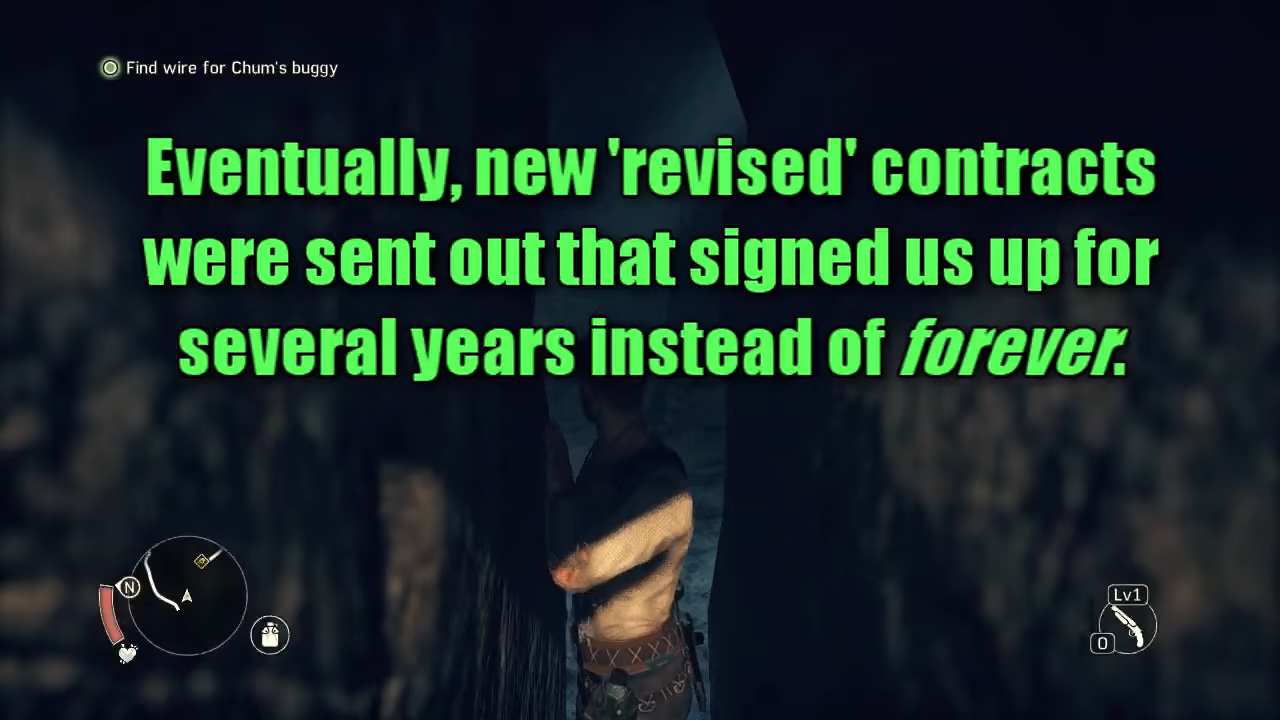 Find wire for Chum's buggy
Eventually, new 'revised' contracts
were sent out that signed us up for
several years instead of forever.
N
Lv1
0